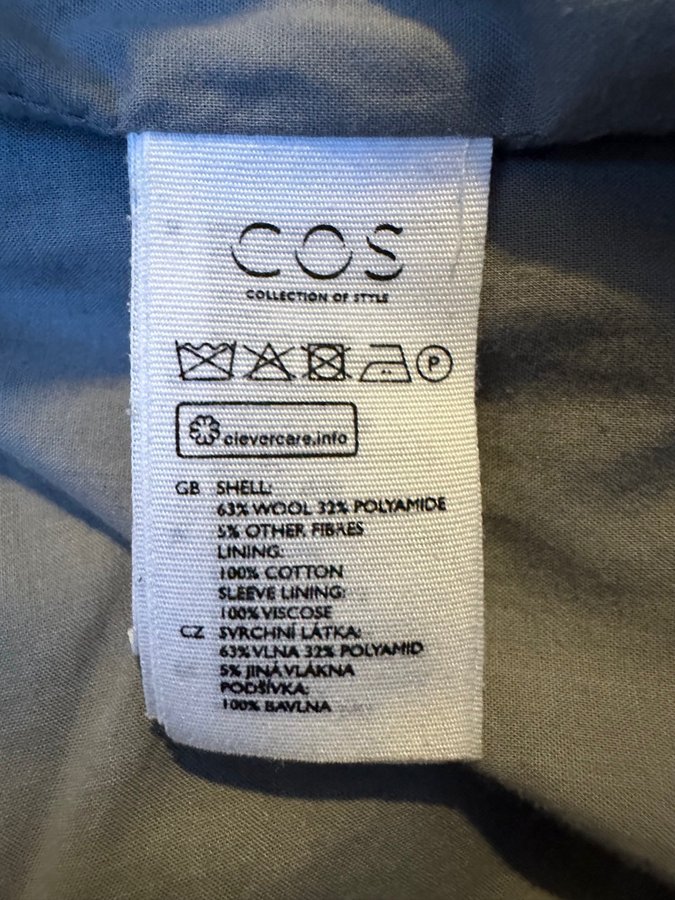 COS
COLLECTION OF STYLE
P
clevercare.info
GB SHELL:
63% WOOL 32% POLYAMIDE
5% OTHER FIBRES
LINING:
100% COTTON
SLEEVE LINING:
100% VISCOSE
CZ SVRCHNÍ LÁTKA:
63% VLNA 32% POLYAMID
5% JINÁ VLÁKNA
PODŠÍVKA:
100% BAVLNA